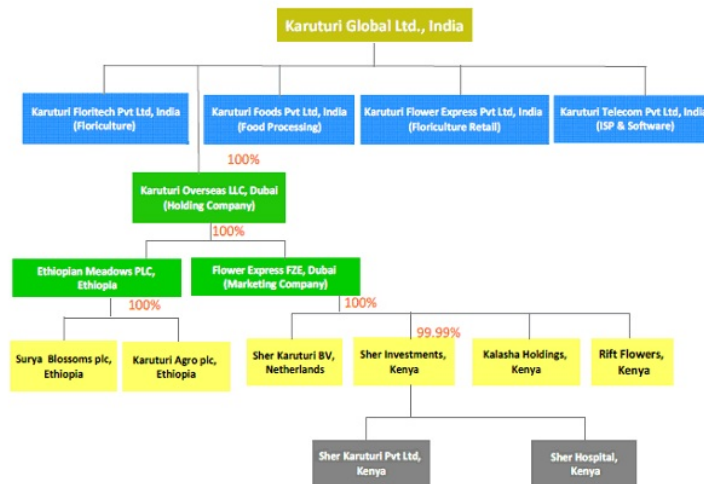 Karuturi Global Ltd., India
Karuturi Floritech Pvt Ltd, India
(Floriculture)
Karuturi Foods Pvt Ltd, India
(Food Processing)
Karuturi Flower Express Pvt Ltd, India
(Floriculture Retail)
Karuturi Telecom Pvt Ltd, India
(ISP & Software)
100%
Karuturi Overseas LLC, Dubai
(Holding Company)
100%
Ethiopian Meadows PLC,
Ethiopia
Flower Express FZE, Dubai
(Marketing Company)
100%
100%
99.99%
Surya Blossoms plc,
Ethiopia
Karuturi Agro plc,
Ethiopia
Sher Karuturi BV,
Netherlands
Sher Investments,
Kenya
Kalasha Holdings,
Kenya
Rift Flowers,
Kenya
Sher Karuturi Pvt Ltd,
Kenya
Sher Hospital,
Kenya